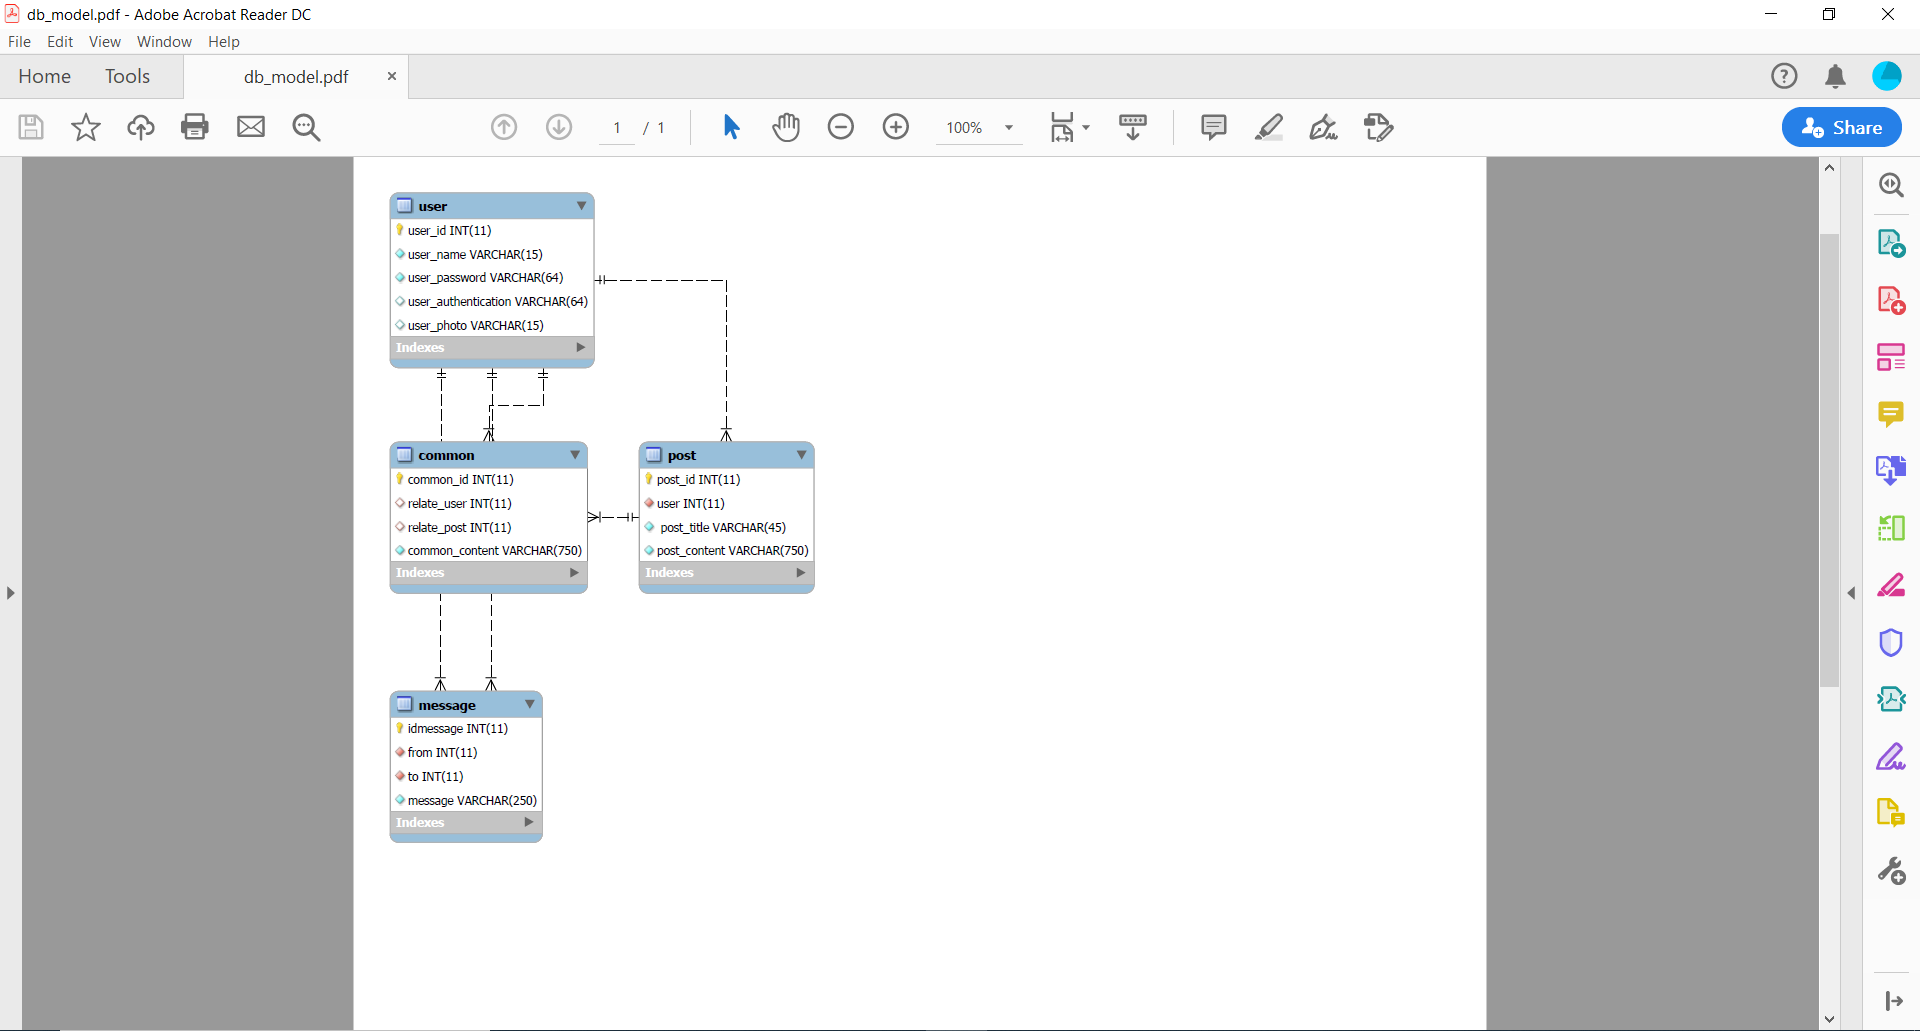 db_model.pdf - Adobe Acrobat Reader DC
File Edit View Window Help
Home Tools db_model.pdf ×
1 / 1 100% Share
user
user_id INT(11)
user_name VARCHAR(15)
user_password VARCHAR(64)
user_authentication VARCHAR(64)
user_photo VARCHAR(15)
Indexes
common
common_id INT(11)
relate_user INT(11)
relate_post INT(11)
common_content VARCHAR(750)
Indexes
post
post_id INT(11)
user INT(11)
post_title VARCHAR(45)
post_content VARCHAR(750)
Indexes
message
idmessage INT(11)
from INT(11)
to INT(11)
message VARCHAR(250)
Indexes